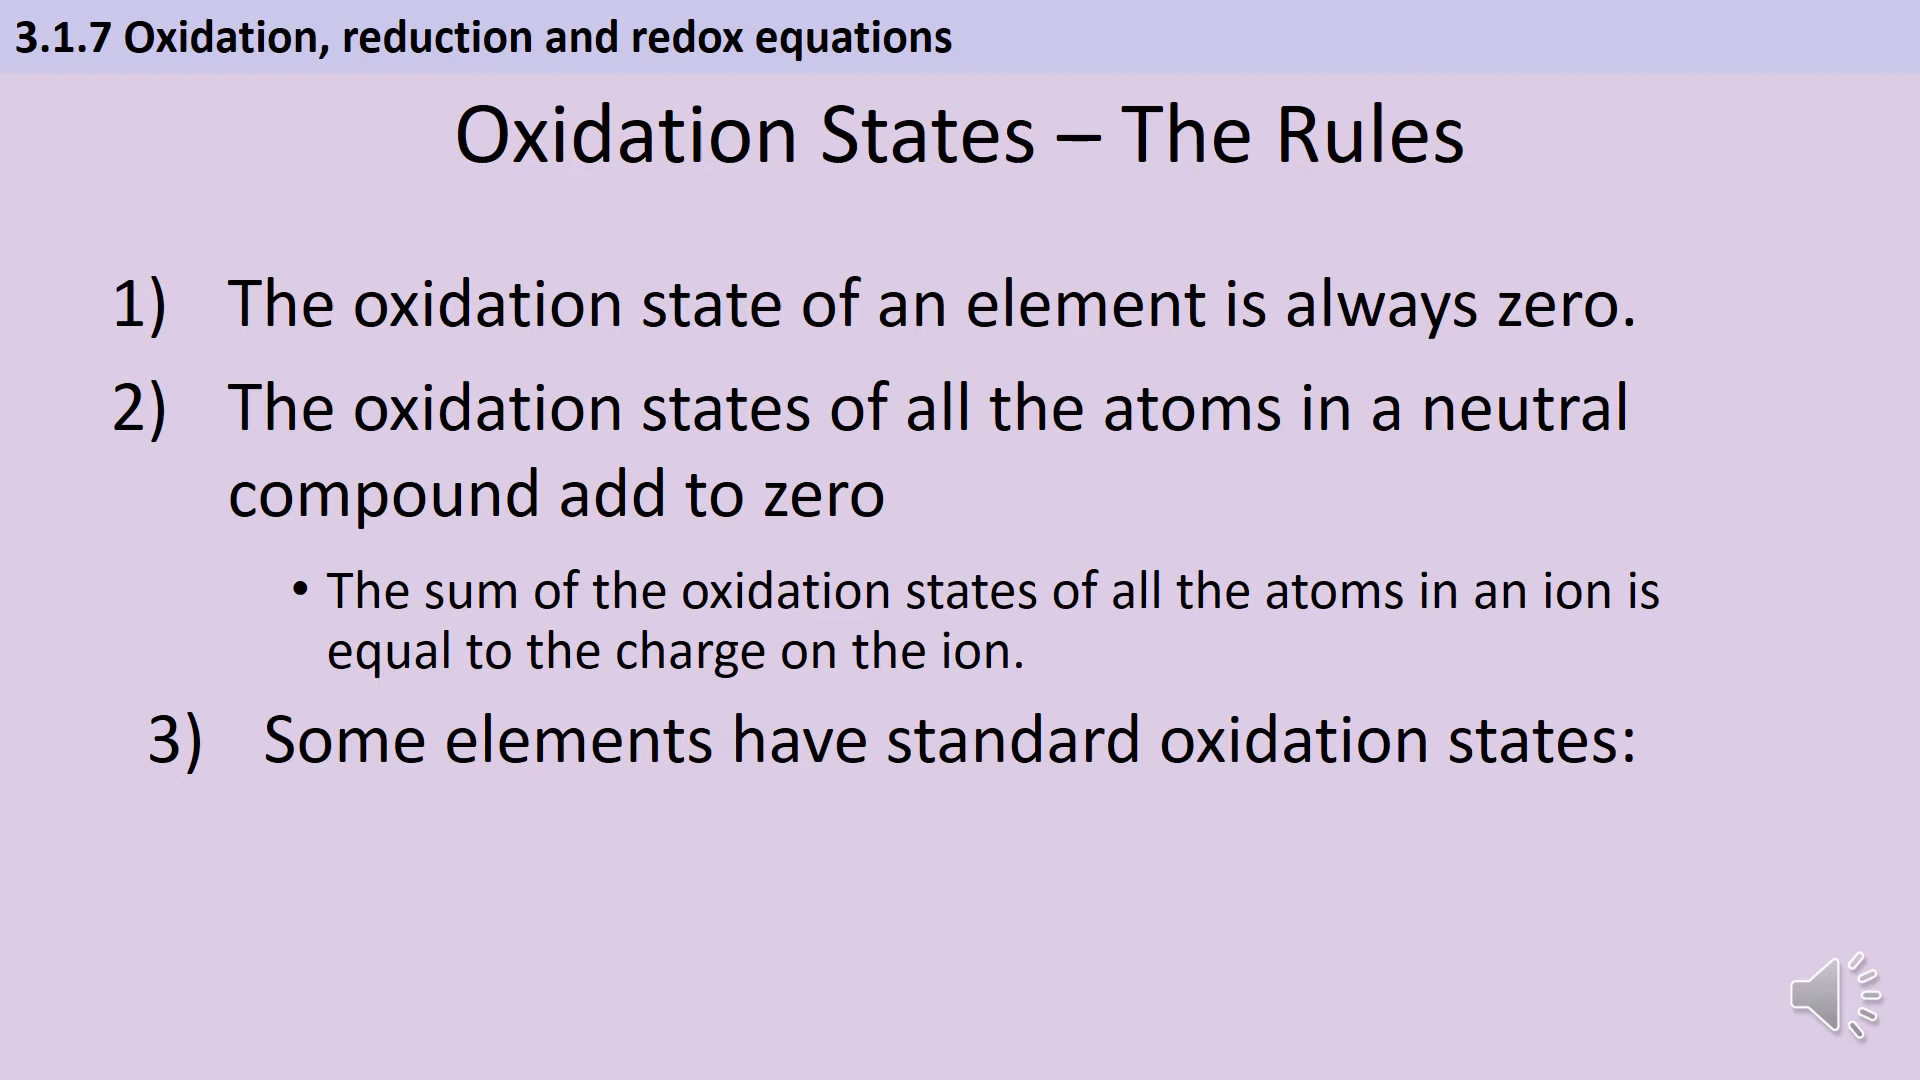 3.1.7 Oxidation, reduction and redox equations
Oxidation States – The Rules
1) The oxidation state of an element is always zero.
2) The oxidation states of all the atoms in a neutral
compound add to zero
• The sum of the oxidation states of all the atoms in an ion is
equal to the charge on the ion.
3) Some elements have standard oxidation states: